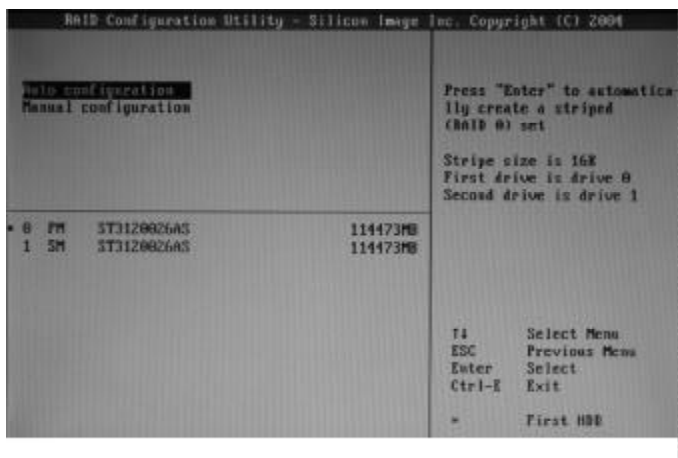 RAID Configuration Utility - Silicon Image Inc. Copyright (C) 2004
Auto configuration
Manual configuration
Press "Enter" to automatica-
lly create a striped
(RAID 0) set
Stripe size is 16K
First drive is drive 0
Second drive is drive 1
* 0 PM ST3120026AS 114473MB
1 SM ST3120026AS 114473MB
↑↓ Select Menu
ESC Previous Menu
Enter Select
Ctrl-E Exit
* First HDD